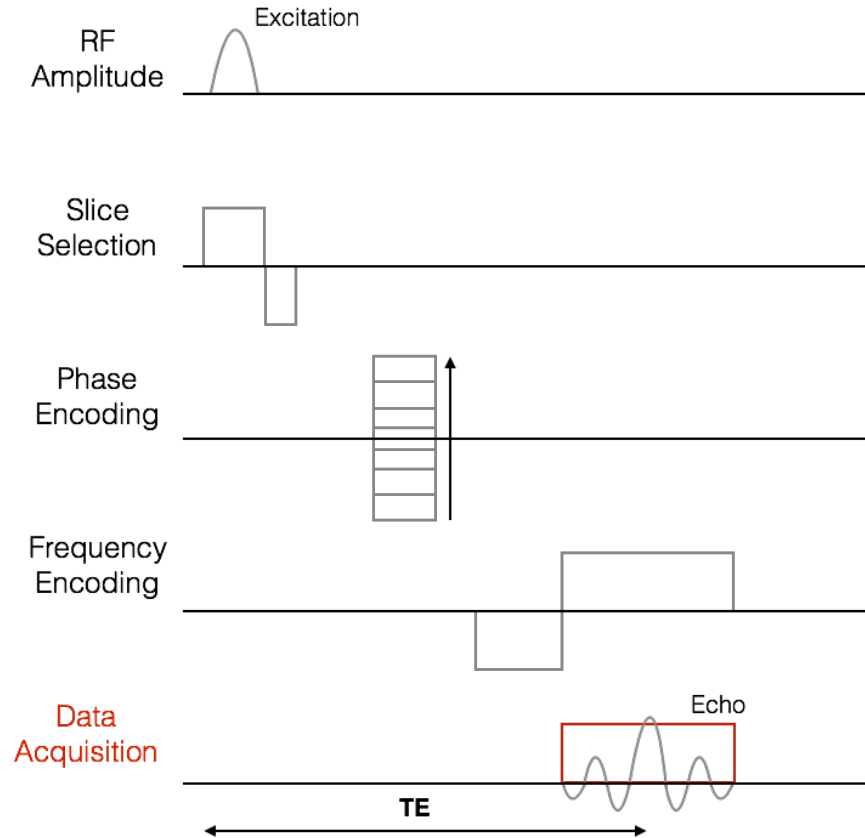 Excitation
RF
Amplitude
Slice
Selection
Phase
Encoding
Frequency
Encoding
Data
Acquisition
Echo
TE